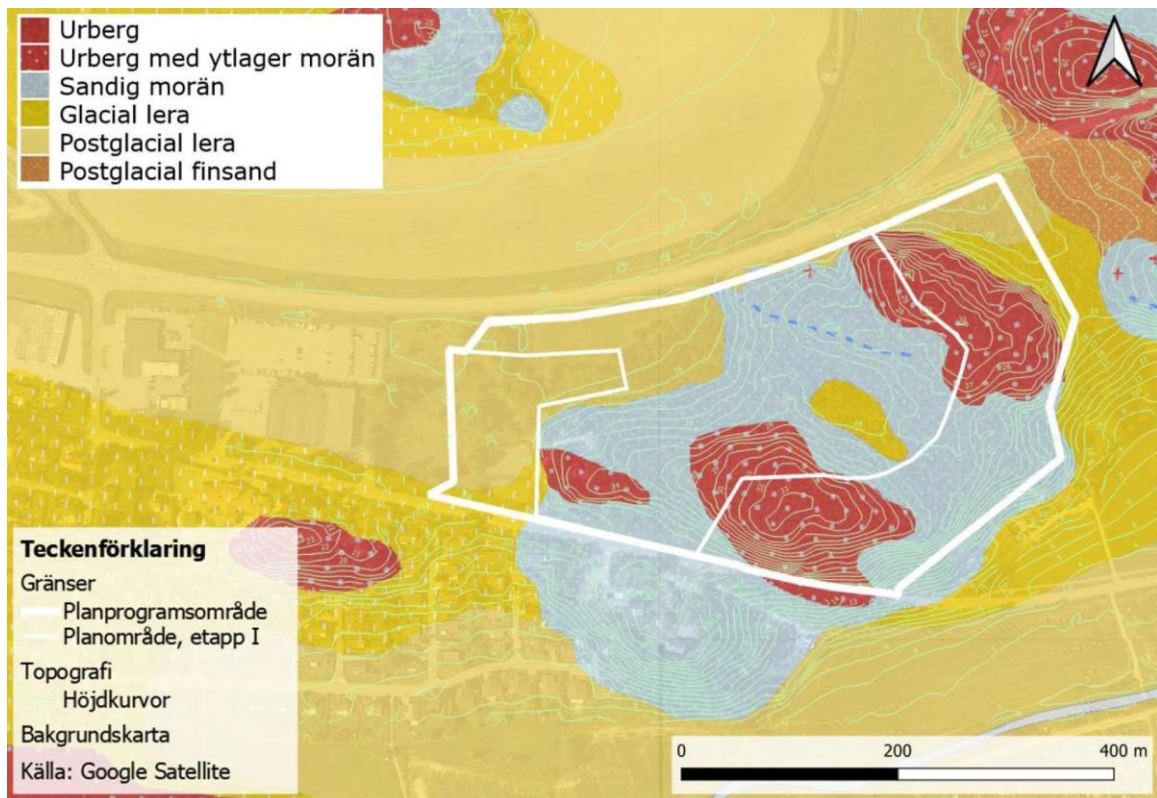 Urberg
Urberg med ytlager morän
Sandig morän
Glacial lera
Postglacial lera
Postglacial finsand
Teckenförklaring
Gränser
Planprogramsområde
Planområde, etapp I
Topografi
Höjdkurvor
Bakgrundskarta
Källa: Google Satellite
0 200 400 m